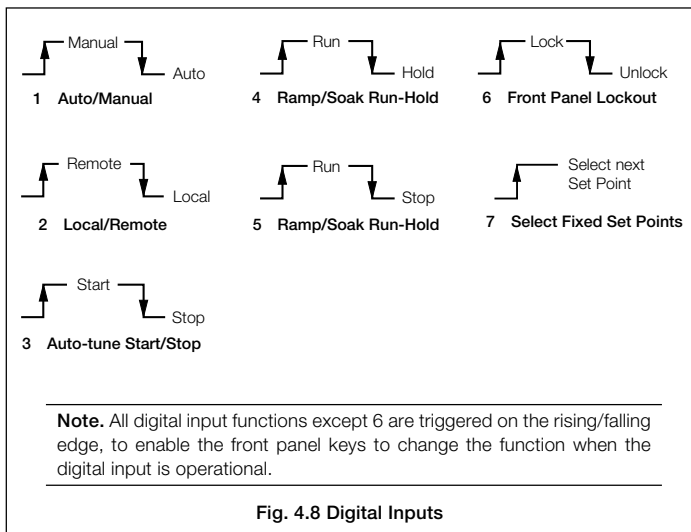 Manual
Auto
1 Auto/Manual
Run
Hold
4 Ramp/Soak Run-Hold
Lock
Unlock
6 Front Panel Lockout
Remote
Local
2 Local/Remote
Run
Stop
5 Ramp/Soak Run-Hold
Select next
Set Point
7 Select Fixed Set Points
Start
Stop
3 Auto-tune Start/Stop
Note. All digital input functions except 6 are triggered on the rising/falling
edge, to enable the front panel keys to change the function when the
digital input is operational.
Fig. 4.8 Digital Inputs